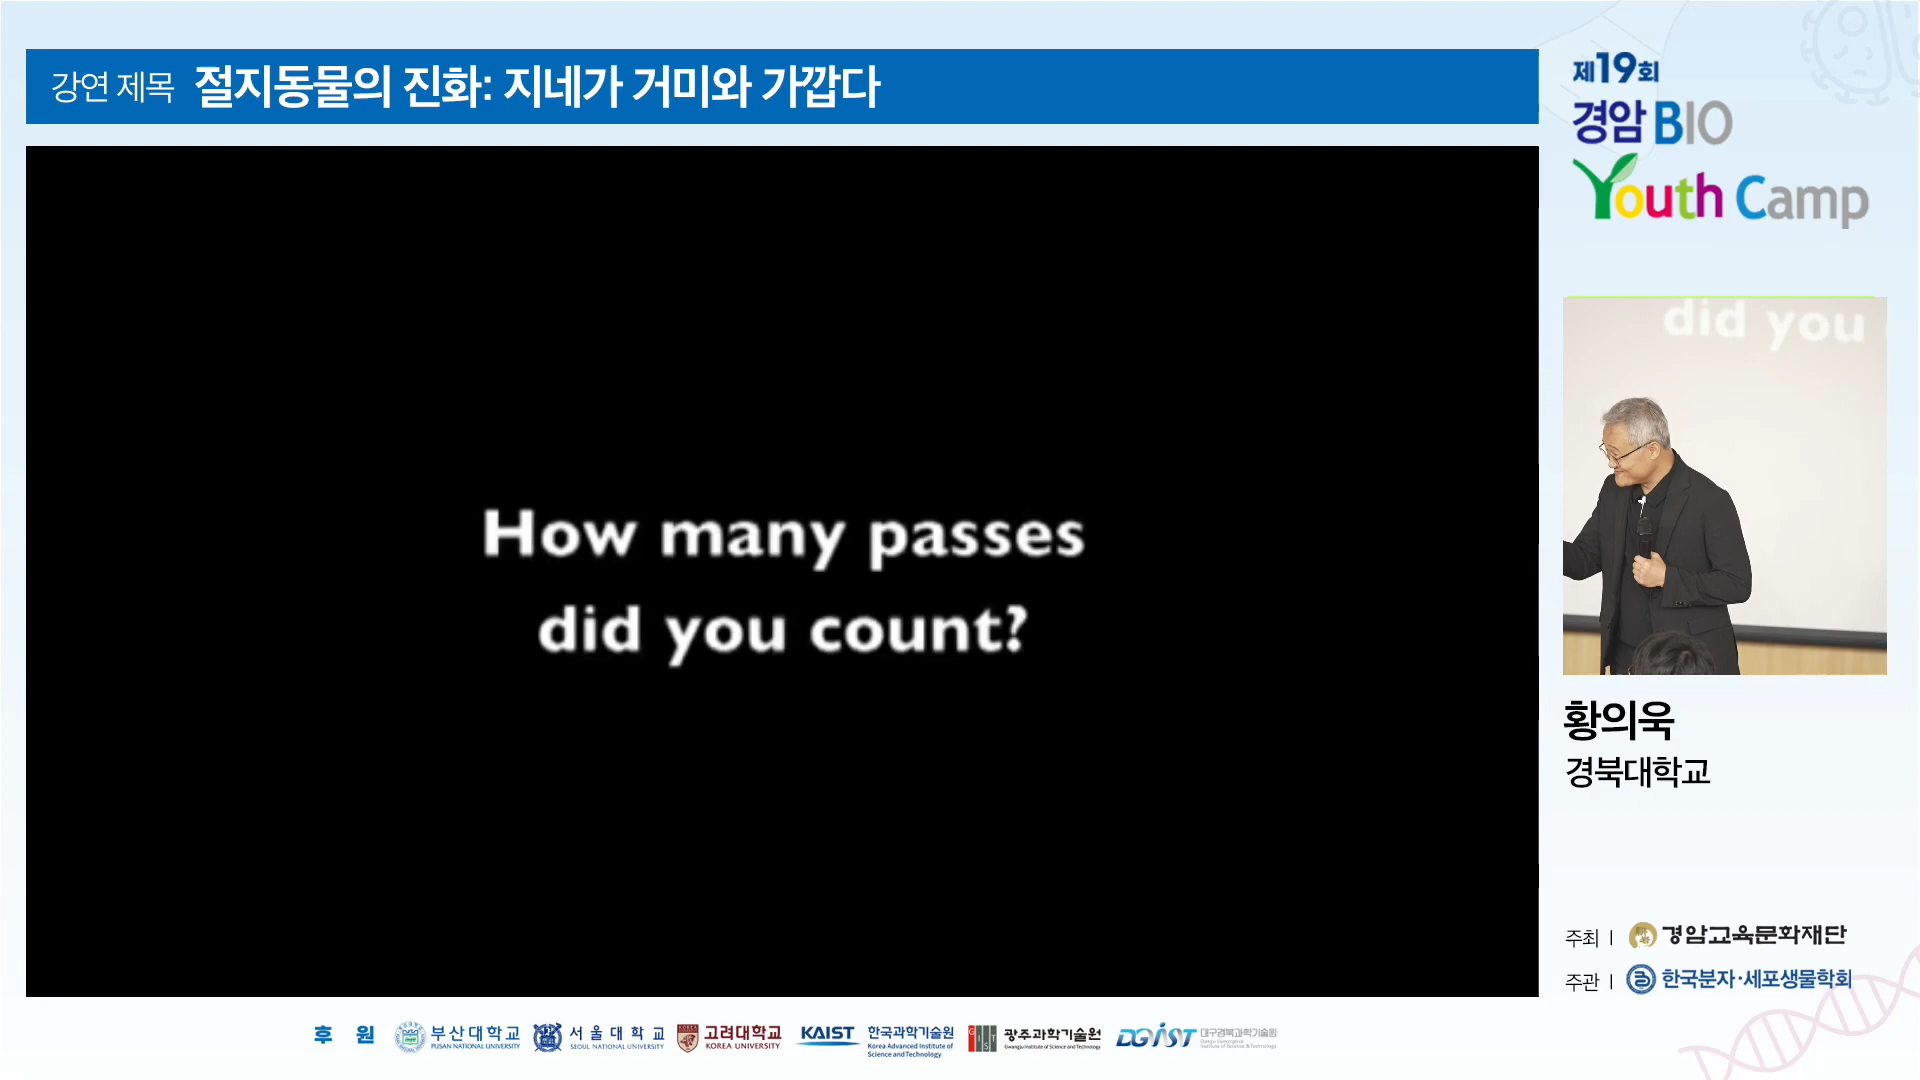 강연 제목 절지동물의 진화: 지네가 거미와 가깝다
제19회
경암 BIO
Youth Camp
How many passes
did you count?
did you
황의욱
경북대학교
주최 | 경암교육문화재단
주관 | 한국분자·세포생물학회
후 원
부산대학교
PUSAN NATIONAL UNIVERSITY
서울대학교
SEOUL NATIONAL UNIVERSITY
고려대학교
KOREA UNIVERSITY
KAIST
한국과학기술원
Korea Advanced Institute of
Science and Technology
GIST
광주과학기술원
Gwangju Institute of Science and Technology
DGIST
대구경북과학기술원
Daegu Gyeongbuk
Institute of Science & Technology